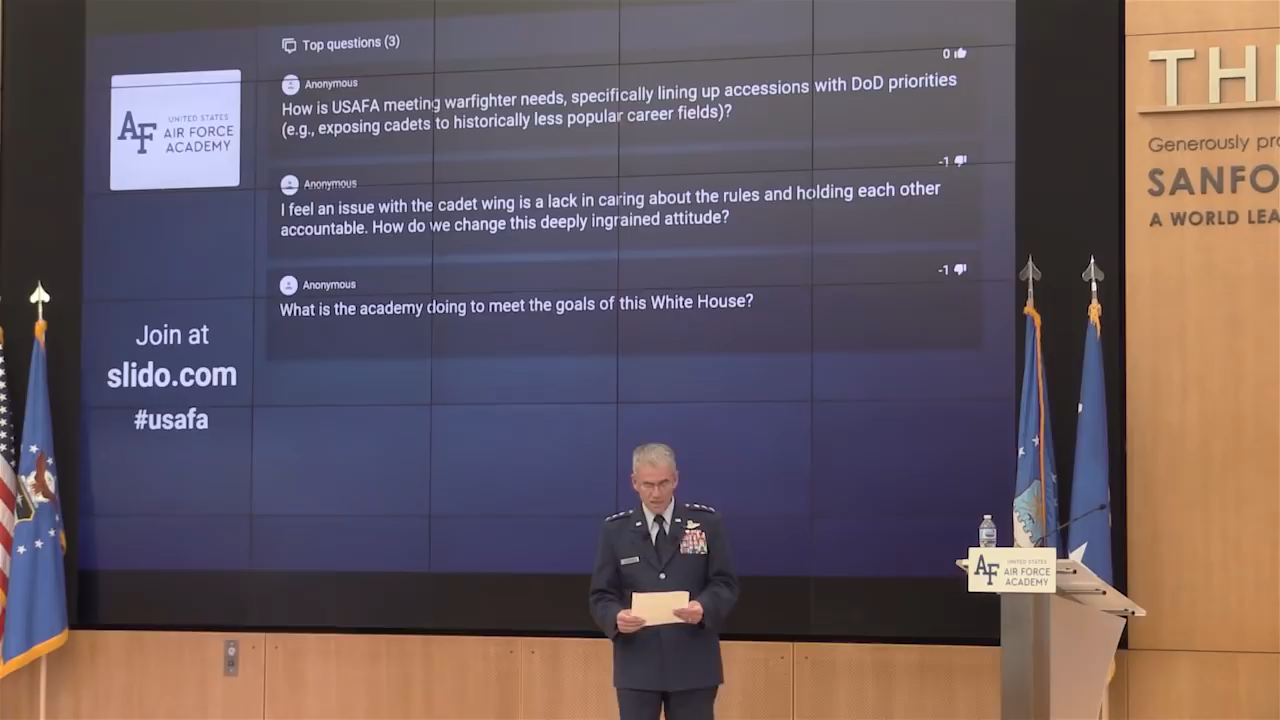 Top questions (3)
Anonymous
0
How is USAFA meeting warfighter needs, specifically lining up accessions with DoD priorities
(e.g., exposing cadets to historically less popular career fields)?
Anonymous
-1
I feel an issue with the cadet wing is a lack in caring about the rules and holding each other
accountable. How do we change this deeply ingrained attitude?
Anonymous
-1
What is the academy doing to meet the goals of this White House?
AF
UNITED STATES
AIR FORCE
ACADEMY
Join at
slido.com
#usafa
TH
Generously pr
SANFO
A WORLD LEA
AF
UNITED STATES
AIR FORCE
ACADEMY